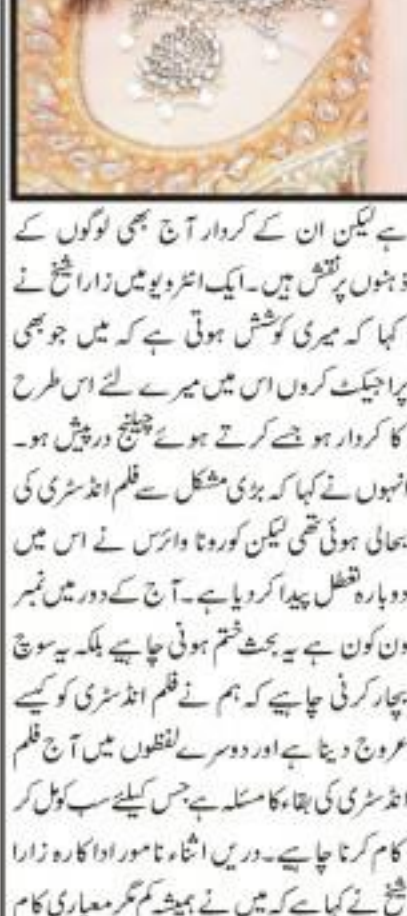 ہے لیکن ان کے کردار آج بھی لوگوں کے
ذہنوں پر نقش ہیں۔ ایک انٹرویو میں زارا شیخ نے
کہا کہ میری کوشش ہوتی ہے کہ میں جو بھی
پراجیکٹ کروں اس میں میرے لئے اس طرح
کا کردار ہو جسے کرتے ہوئے چیلنج درپیش ہو۔
انہوں نے کہا کہ بڑی مشکل سے فلم انڈسٹری کی
بحالی ہوئی تھی لیکن کورونا وائرس نے اس میں
دوبارہ تعطل پیدا کر دیا ہے۔ آج کے دور میں نمبر
ون کون ہے یہ بحث ختم ہونی چاہیے بلکہ یہ سوچ
بچار کرنی چاہیے کہ ہم نے فلم انڈسٹری کو کیسے
عروج دینا ہے اور دوسرے لفظوں میں آج فلم
انڈسٹری کی بقاء کا مسئلہ ہے جس کیلئے سب کو مل کر
کام کرنا چاہیے۔ دریں اثناء نامور اداکارہ زارا
شیخ نے کہا ہے کہ میں نے ہمیشہ کم مگر معیاری کام